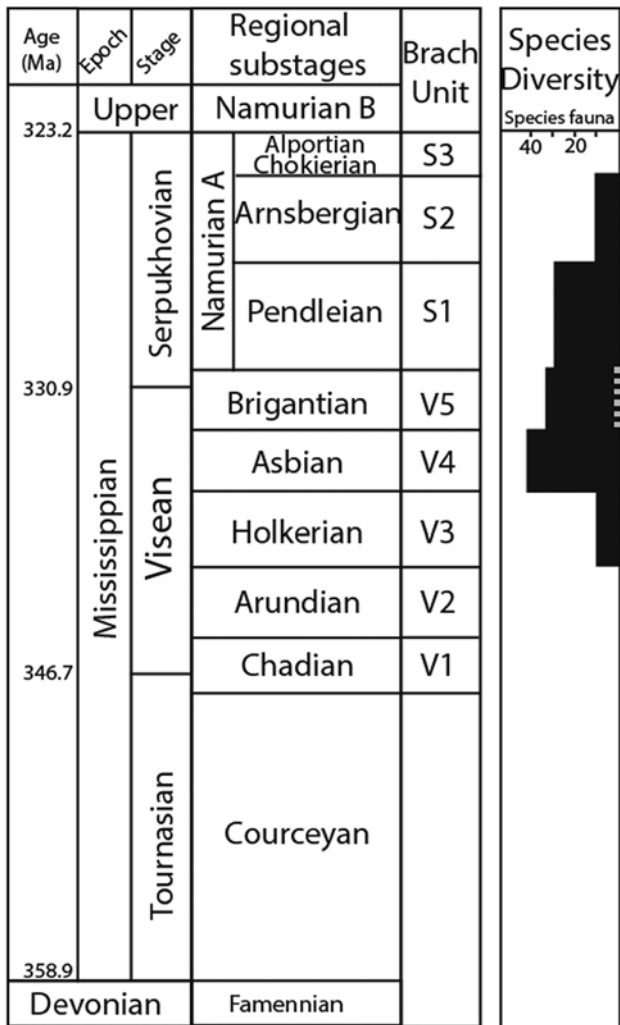 Age
(Ma)
Epoch
Stage
Regional
substages
Brach
Unit
Species
Diversity
Species fauna
40 20
Upper
Namurian B
323.2
Mississippian
Serpukhovian
Namurian A
Alportian
Chokierian
S3
Arnsbergian
S2
Pendleian
S1
330.9
Visean
Brigantian
V5
Asbian
V4
Holkerian
V3
Arundian
V2
Chadian
V1
346.7
Tournasian
Courceyan
358.9
Devonian
Famennian